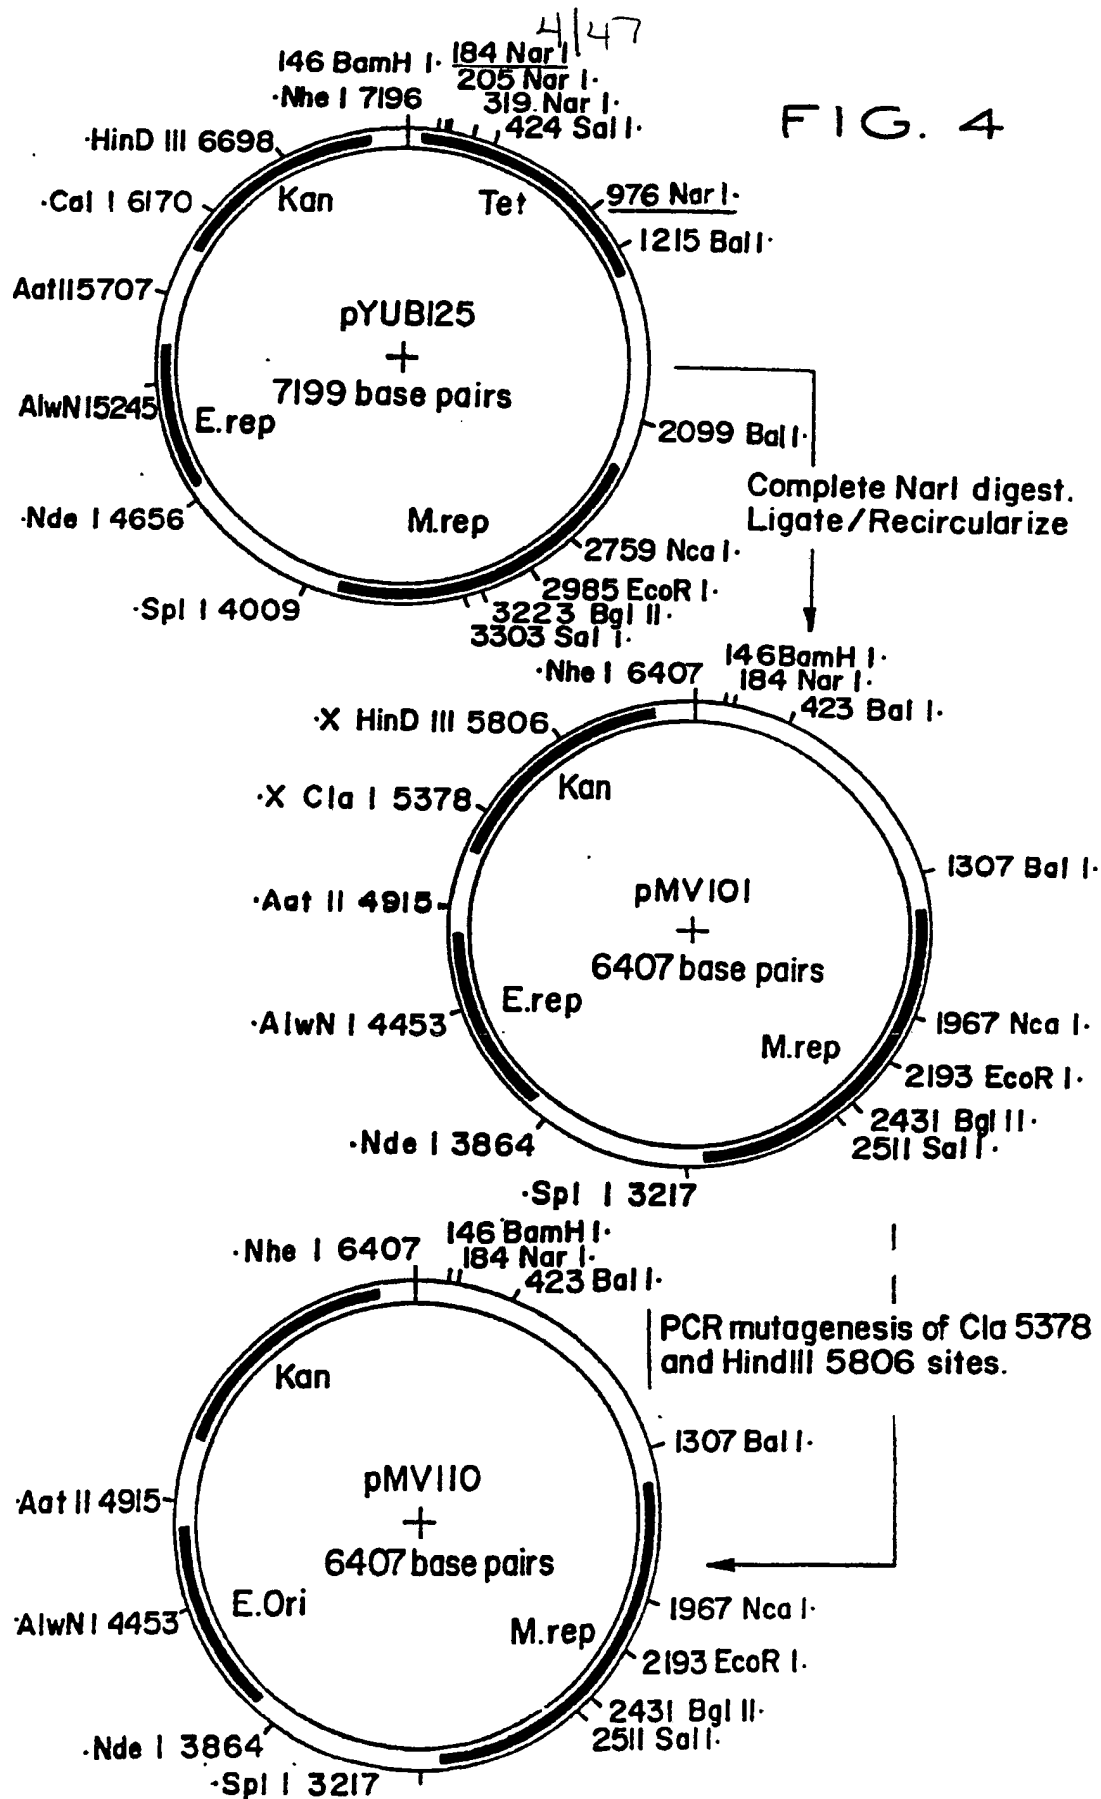 4/47
FIG. 4
146 BamH I·
184 Nar I
205 Nar I·
·Nhe I 7196
319 Nar I·
424 Sal I·
·HinD III 6698
·Cal I 6170
Kan
Tet
976 Nar I·
1215 Bal I·
AatII5707
pYUB125
+
7199 base pairs
AlwN15245
E.rep
2099 Bal I·
·Nde I 4656
M.rep
2759 Nca I·
2985 EcoR I·
·Spl I 4009
3223 Bgl II·
3303 Sal I·
Complete NarI digest.
Ligate/Recircularize
·Nhe I 6407
146BamH I·
184 Nar I·
423 Bal I·
·X HinD III 5806
Kan
·X Cla I 5378
1307 Bal I·
·Aat II 4915
pMV101
+
6407 base pairs
E.rep
·AlwN I 4453
1967 Nca I·
M.rep
2193 EcoR I·
2431 Bgl II·
2511 Sal I·
·Nde I 3864
·Spl I 3217
146 BamH I·
·Nhe I 6407
184 Nar I·
423 Bal I·
PCR mutagenesis of Cla 5378
and HindIII 5806 sites.
Kan
1307 Bal I·
·Aat II 4915
pMV110
+
6407 base pairs
E.Ori
·AlwN I 4453
1967 Nca I·
M.rep
2193 EcoR I·
2431 Bgl II·
2511 Sal I·
·Nde I 3864
·Spl I 3217